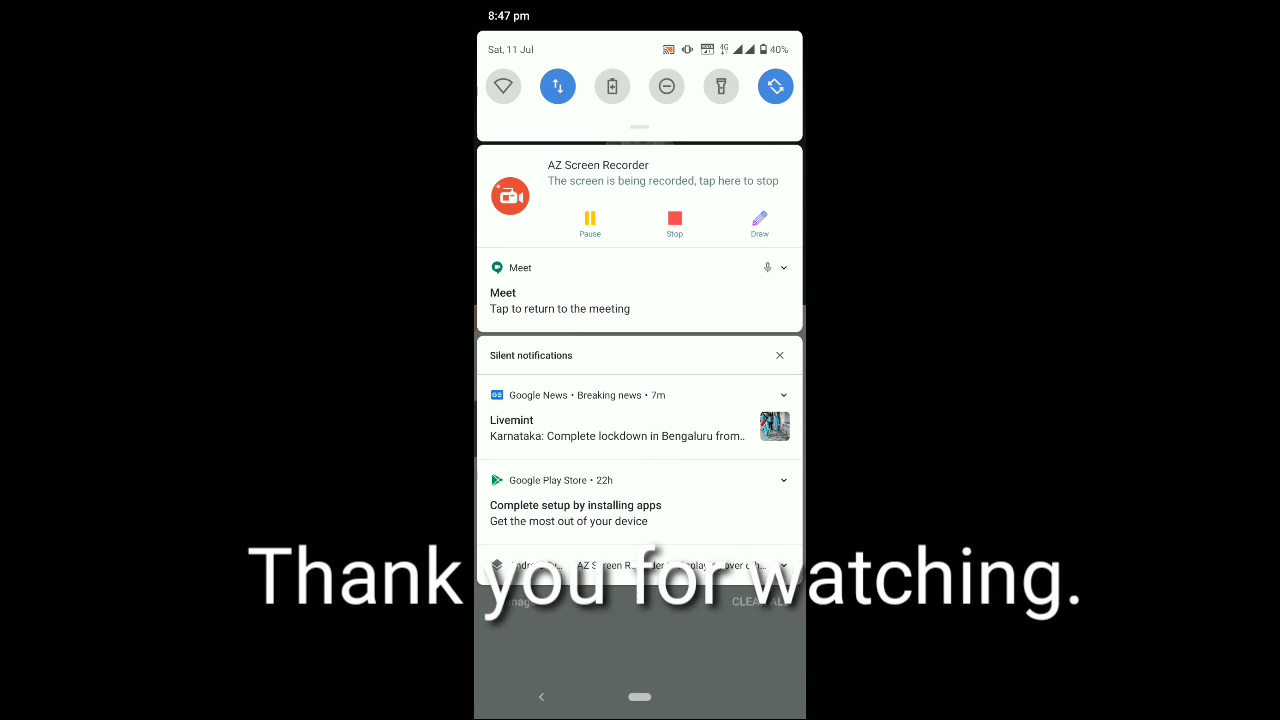 8:47 pm
Sat, 11 Jul
4G
40%
AZ Screen Recorder
The screen is being recorded, tap here to stop
Pause
Stop
Draw
Meet
Meet
Tap to return to the meeting
Silent notifications
Google News • Breaking news • 7m
Livemint
Karnataka: Complete lockdown in Bengaluru from..
Google Play Store • 22h
Complete setup by installing apps
Get the most out of your device
AZ Screen
Thank you for watching.